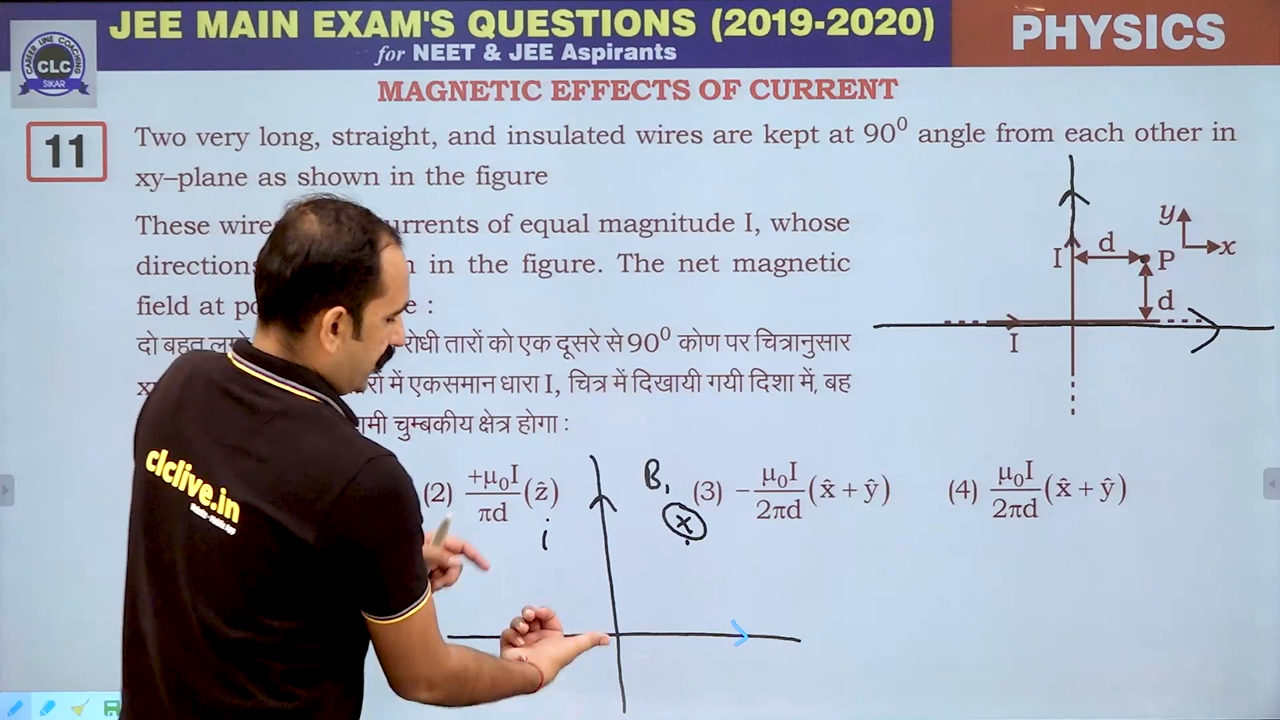 JEE MAIN EXAM'S QUESTIONS (2019-2020)
for NEET & JEE Aspirants
PHYSICS
CAREER LINE COACHING
CLC
SIKAR
MAGNETIC EFFECTS OF CURRENT
11
Two very long, straight, and insulated wires are kept at 90⁰ angle from each other in
xy–plane as shown in the figure
These wire urrents of equal magnitude I, whose
direction in the figure. The net magnetic
field at po e :
दो बहुत रोधी तारों को एक दूसरे से 90⁰ कोण पर चित्रानुसार
x में एकसमान धारा I, चित्र में दिखायी गयी दिशा में, बह
चुम्बकीय क्षेत्र होगा :
(2) +μ₀I/πd (ẑ)
(3) −μ₀I/2πd (x̂ + ŷ)
(4) μ₀I/2πd (x̂ + ŷ)
y
x
I
d
P
d
I
B₁
x
i
clclive.in